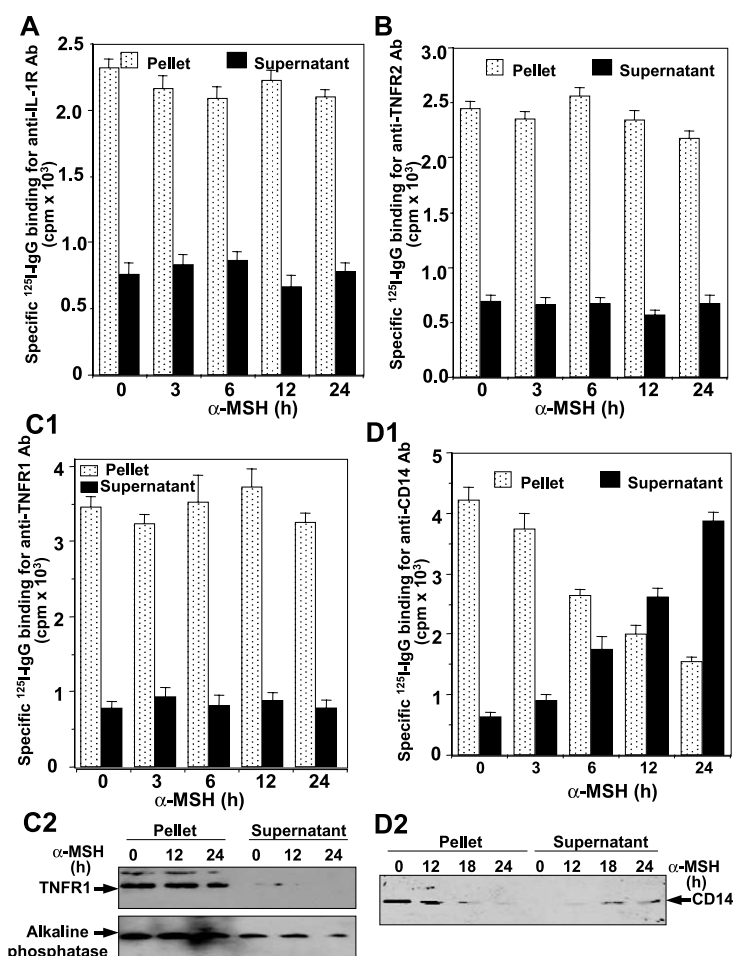 A
Specific ¹²⁵I-IgG binding for anti-IL-1R Ab
(cpm x 10³)
2.5
2.0
1.5
1.0
0.5
0
Pellet
Supernatant
0 3 6 12 24
α-MSH (h)
B
Specific ¹²⁵I-IgG binding for anti-TNFR2 Ab
(cpm x 10³)
3.0
2.5
2.0
1.5
1.0
0.5
0.0
Pellet
Supernatant
0 3 6 12 24
α-MSH (h)
C1
Specific ¹²⁵I-IgG binding for anti-TNFR1 Ab
(cpm x 10³)
4
3
2
1
0
Pellet
Supernatant
0 3 6 12 24
α-MSH (h)
D1
Specific ¹²⁵I-IgG binding for anti-CD14 Ab
(cpm x 10³)
5
4
3
2
1
0
Pellet
Supernatant
0 3 6 12 24
α-MSH (h)
C2
Pellet Supernatant
α-MSH 0 12 24 0 12 24
(h)
TNFR1
Alkaline
phosphatase
D2
Pellet Supernatant
0 12 18 24 0 12 18 24 α-MSH
(h)
CD14